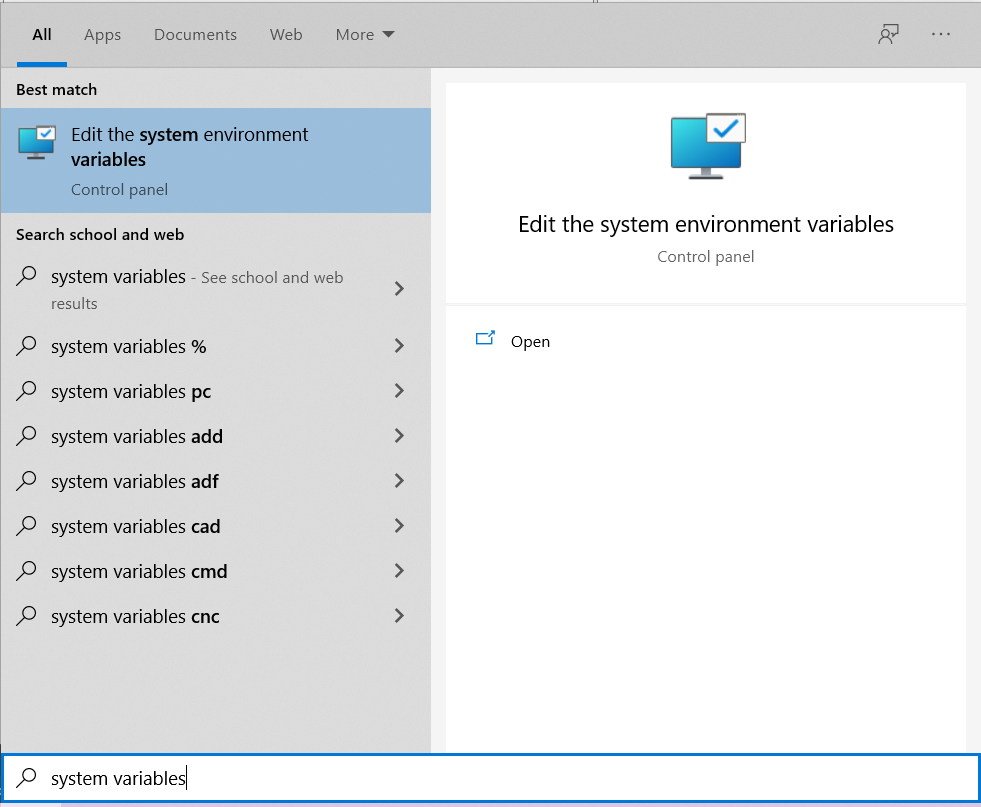 All Apps Documents Web More
Best match
Edit the system environment
variables
Control panel
Search school and web
system variables - See school and web
results
system variables %
system variables pc
system variables add
system variables adf
system variables cad
system variables cmd
system variables cnc
Edit the system environment variables
Control panel
Open
system variables